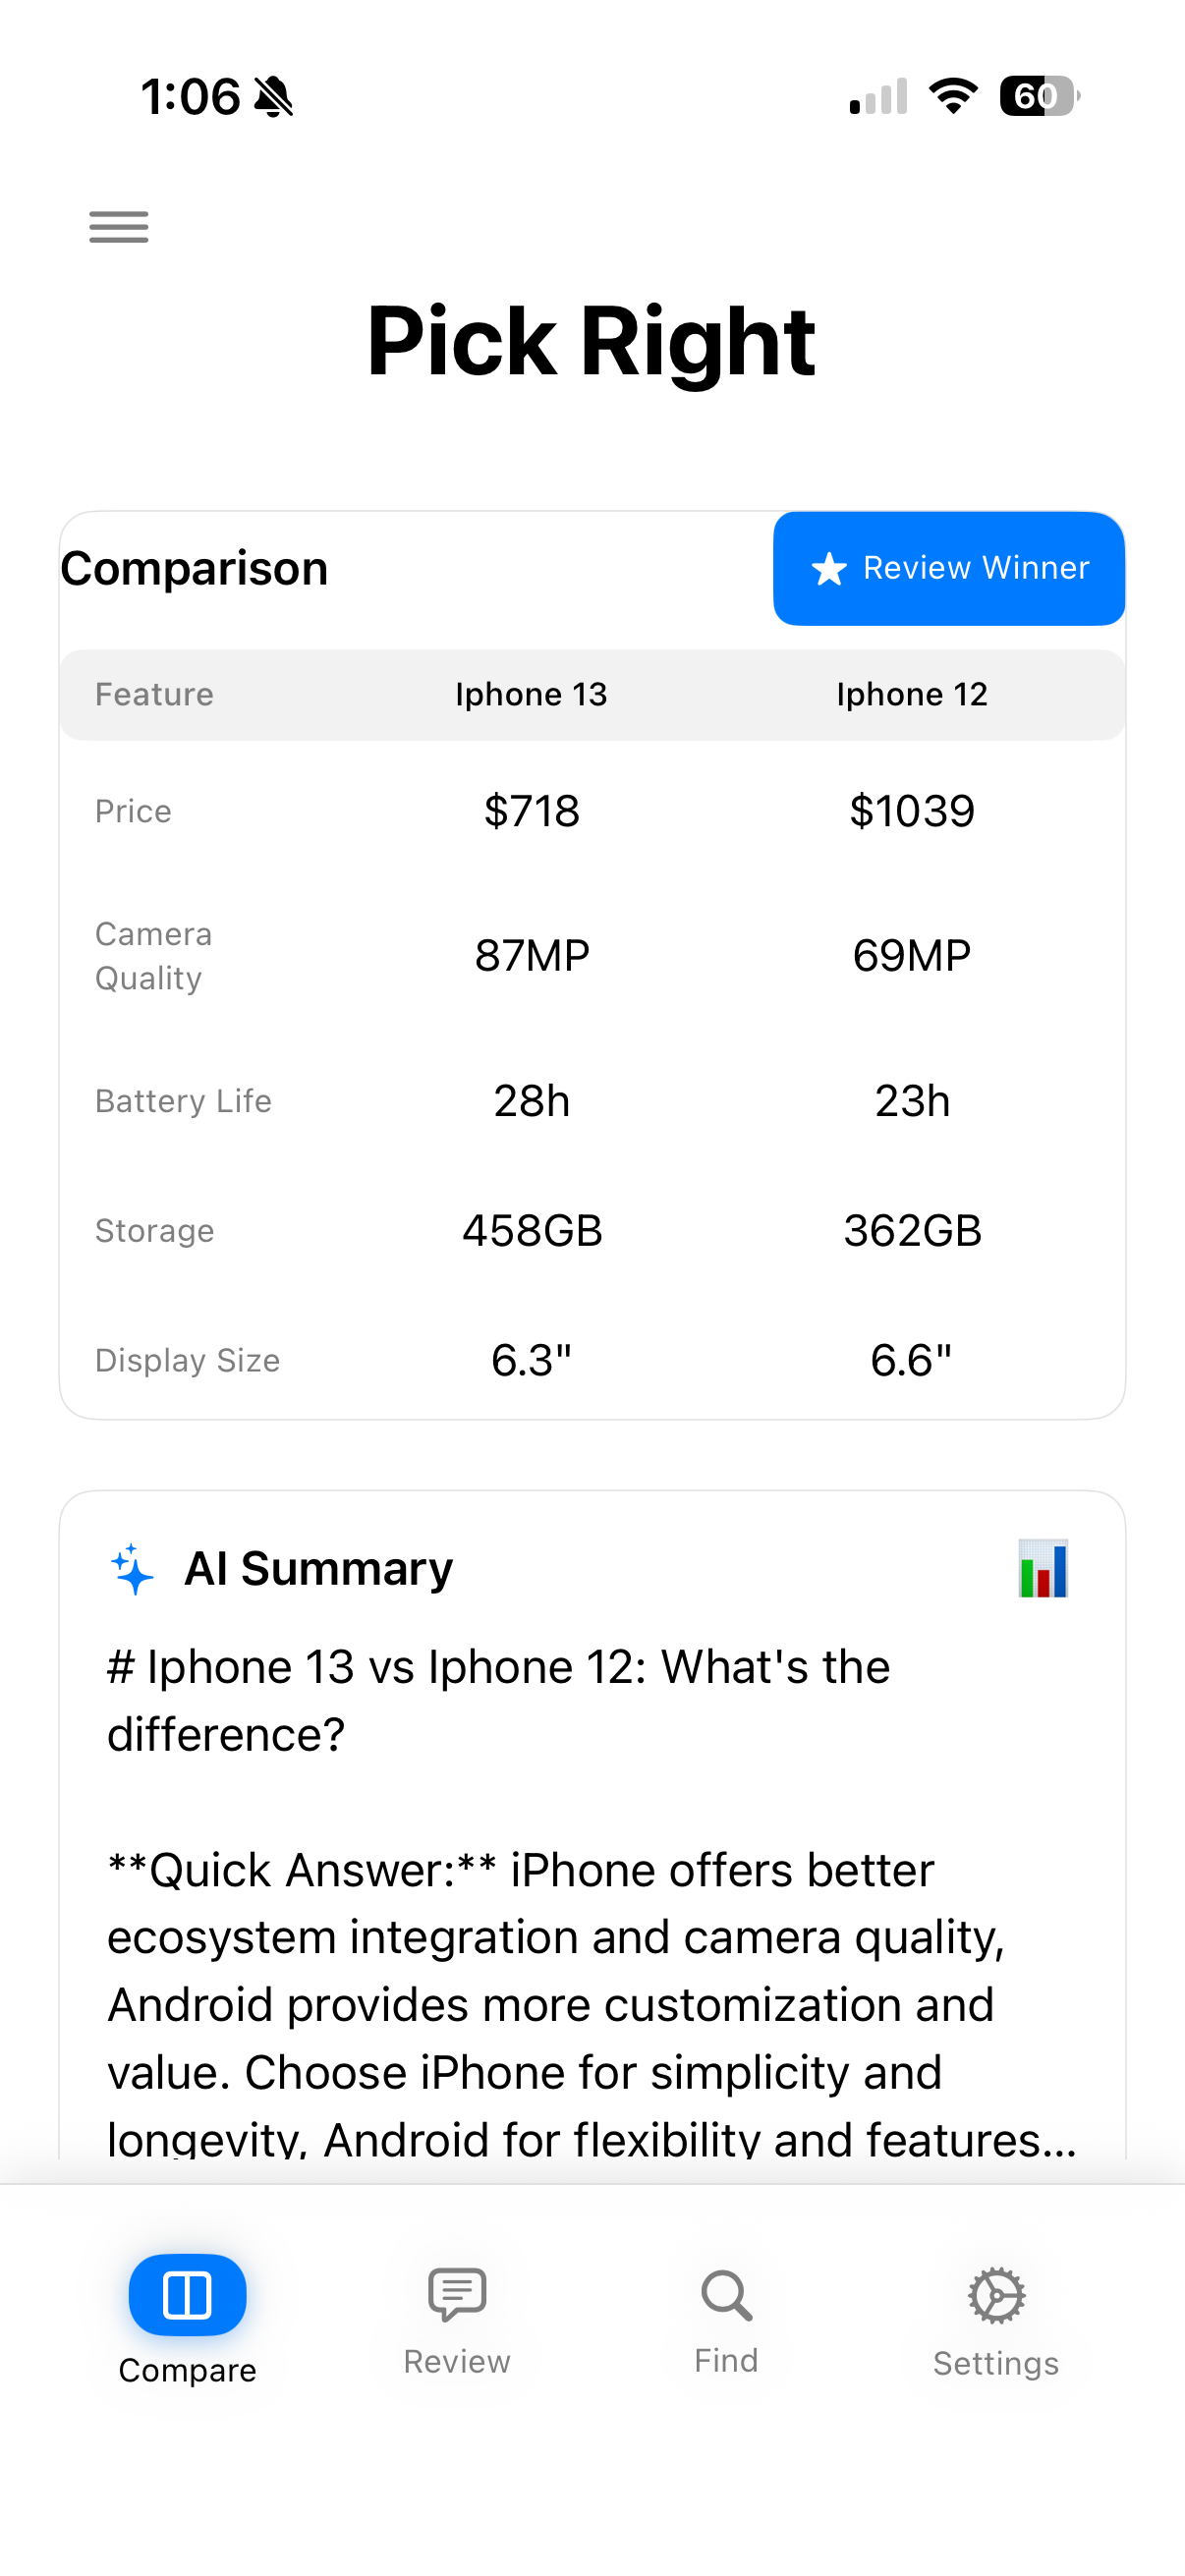 1:06
60
Pick Right
Comparison
Review Winner
Feature Iphone 13 Iphone 12
Price $718 $1039
Camera
Quality 87MP 69MP
Battery Life 28h 23h
Storage 458GB 362GB
Display Size 6.3" 6.6"
AI Summary
# Iphone 13 vs Iphone 12: What's the
difference?
**Quick Answer:** iPhone offers better
ecosystem integration and camera quality,
Android provides more customization and
value. Choose iPhone for simplicity and
longevity, Android for flexibility and features...
Compare Review Find Settings